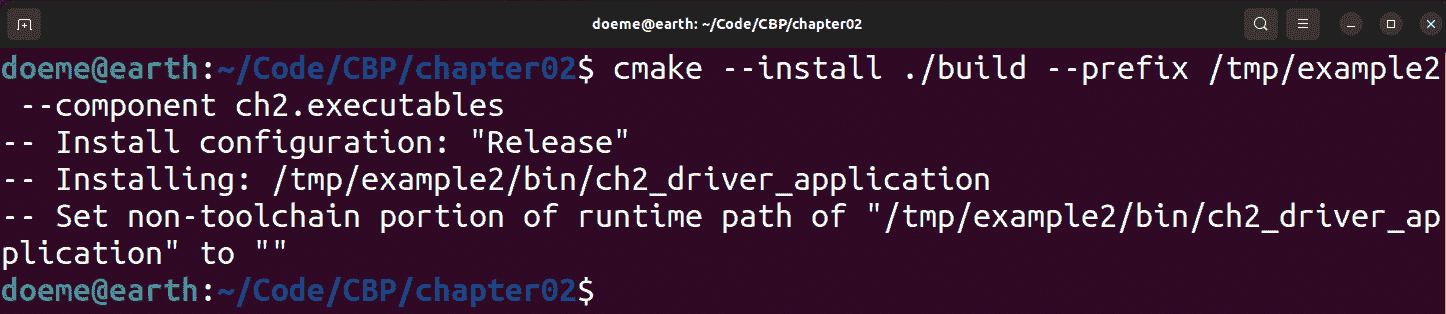 doeme@earth: ~/Code/CBP/chapter02
doeme@earth:~/Code/CBP/chapter02$ cmake --install ./build --prefix /tmp/example2
 --component ch2.executables
-- Install configuration: "Release"
-- Installing: /tmp/example2/bin/ch2_driver_application
-- Set non-toolchain portion of runtime path of "/tmp/example2/bin/ch2_driver_ap
plication" to ""
doeme@earth:~/Code/CBP/chapter02$